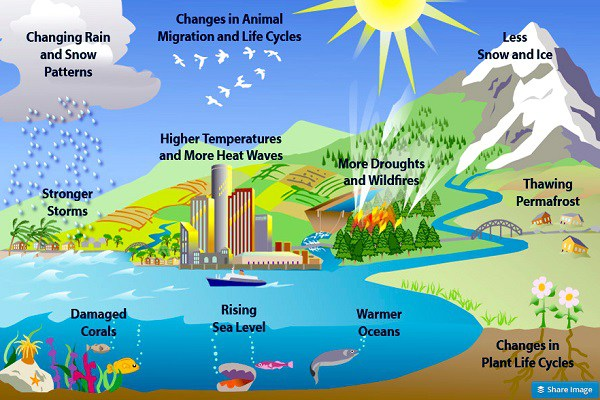 Changing Rain
and Snow
Patterns
Changes in Animal
Migration and Life Cycles
Less
Snow and Ice
Higher Temperatures
and More Heat Waves
More Droughts
and Wildfires
Stronger
Storms
Thawing
Permafrost
Damaged
Corals
Rising
Sea Level
Warmer
Oceans
Changes in
Plant Life Cycles
Share Image